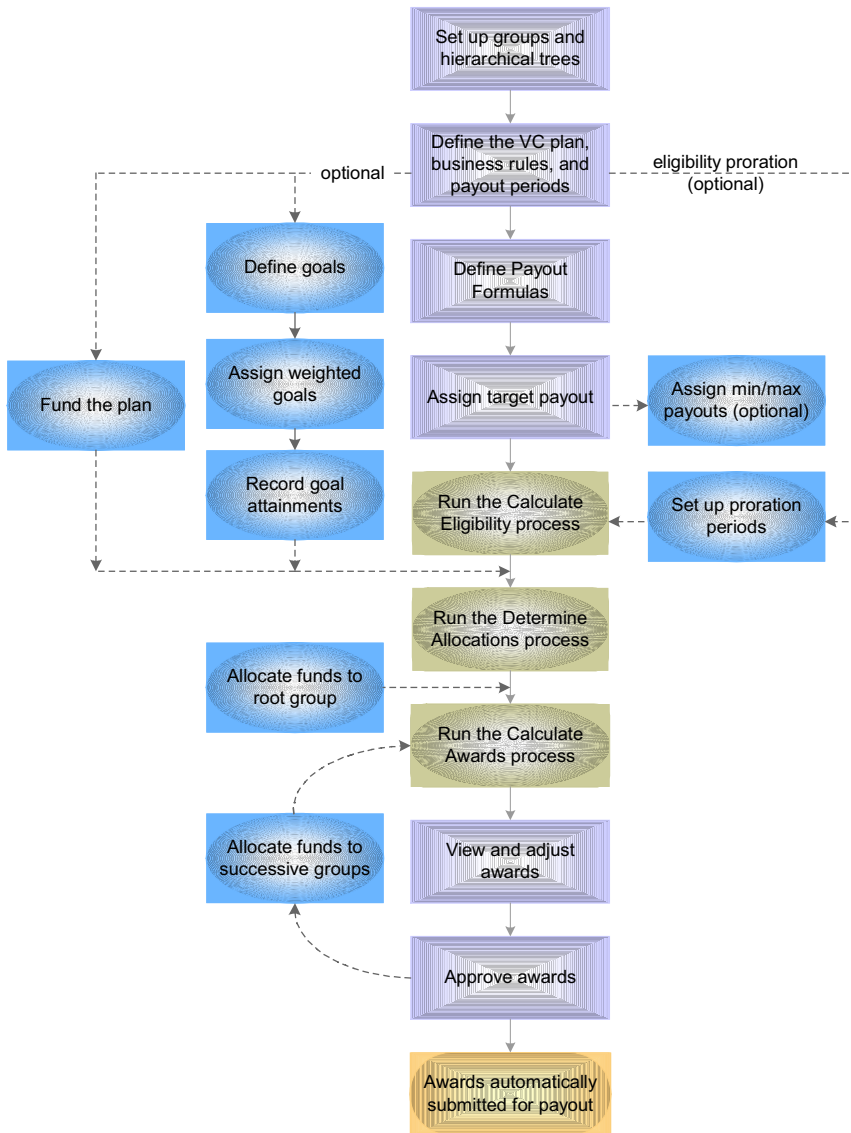 Set up groups and
hierarchical trees
Define the VC plan,
business rules, and
payout periods
optional
eligibility proration
(optional)
Define goals
Define Payout
Formulas
Assign weighted
goals
Fund the plan
Assign target payout
Assign min/max
payouts (optional)
Record goal
attainments
Run the Calculate
Eligibility process
Set up proration
periods
Run the Determine
Allocations process
Allocate funds to
root group
Run the Calculate
Awards process
Allocate funds to
successive groups
View and adjust
awards
Approve awards
Awards automatically
submitted for payout